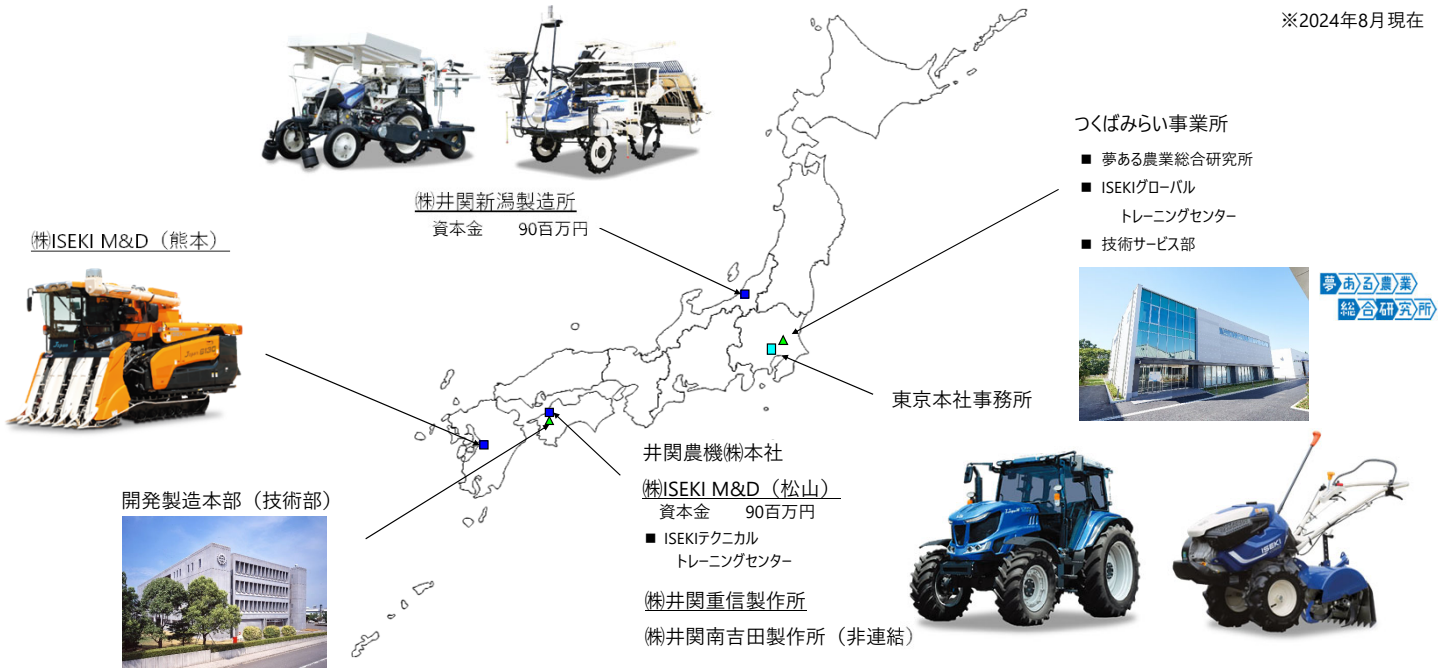 ※2024年8月現在
つくばみらい事業所
■ 夢ある農業総合研究所
■ ISEKIグローバル
トレーニングセンター
■ 技術サービス部
夢ある農業
総合研究所
㈱井関新潟製造所
資本金 90百万円
㈱ISEKI M&D（熊本）
東京本社事務所
井関農機㈱本社
㈱ISEKI M&D（松山）
資本金 90百万円
■ ISEKIテクニカル
トレーニングセンター
㈱井関重信製作所
㈱井関南吉田製作所（非連結）
開発製造本部（技術部）
Japan
ISEKI